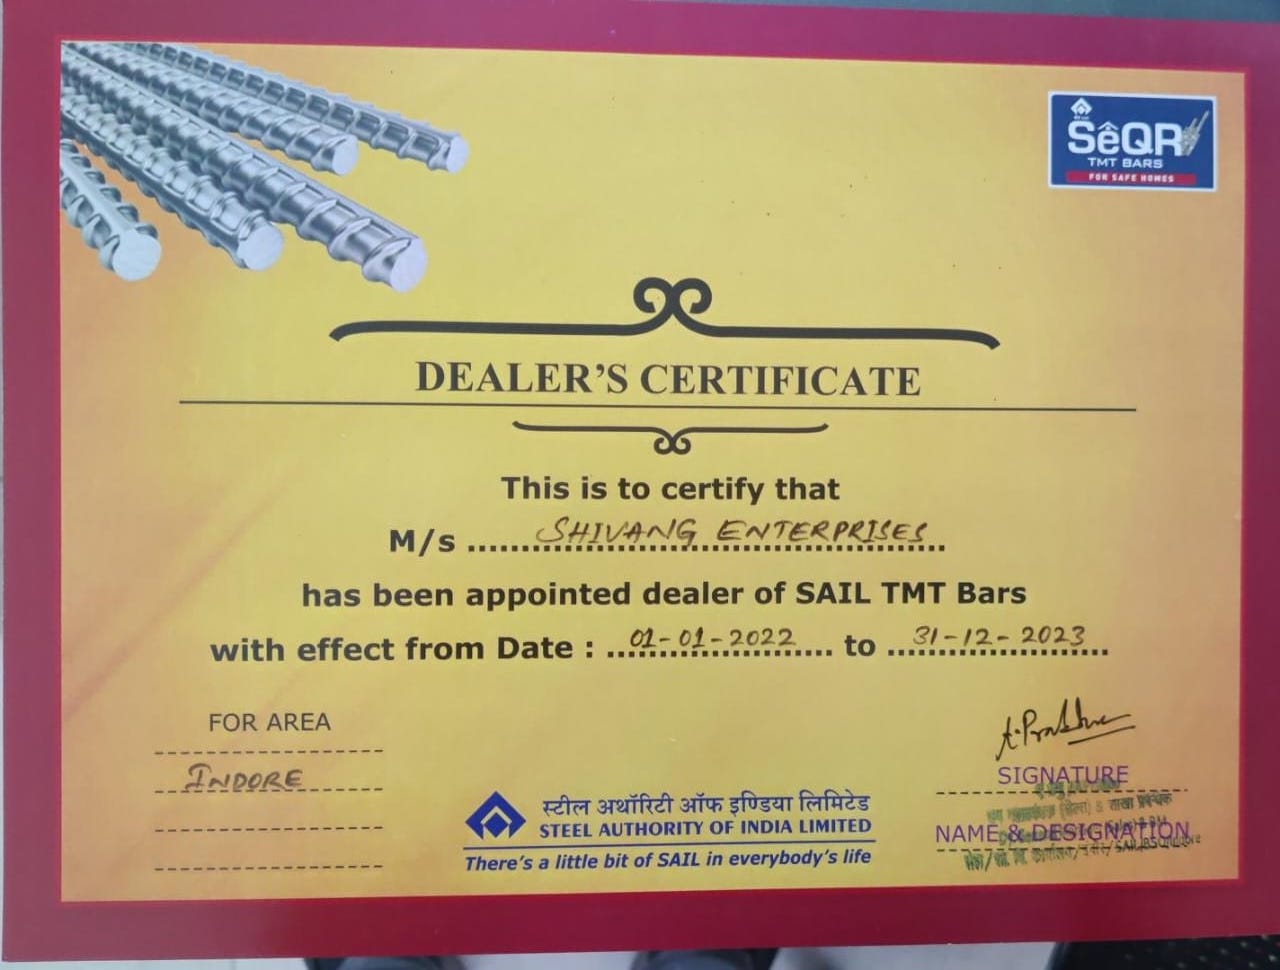 SeQR
TMT BARS
FOR SAFE HOMES
DEALER'S CERTIFICATE
This is to certify that
M/s ........ SHIVANG ENTERPRISES
has been appointed dealer of SAIL TMT Bars
with effect from Date : 01-01-2022 to 31-12-2023
FOR AREA
INDORE
A. Prabhu
SIGNATURE
NAME & DESIGNATION
स्टील अथॉरिटी ऑफ इण्डिया लिमिटेड
STEEL AUTHORITY OF INDIA LIMITED
There's a little bit of SAIL in everybody's life